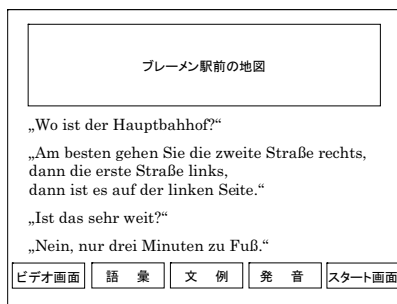 ブレーメン駅前の地図
„Wo ist der Hauptbahnhof?“
„Am besten gehen Sie die zweite Straße rechts,
dann die erste Straße links,
dann ist es auf der linken Seite.“
„Ist das sehr weit?“
„Nein, nur drei Minuten zu Fuß.“
ビデオ画面 語 彙 文 例 発 音 スタート画面